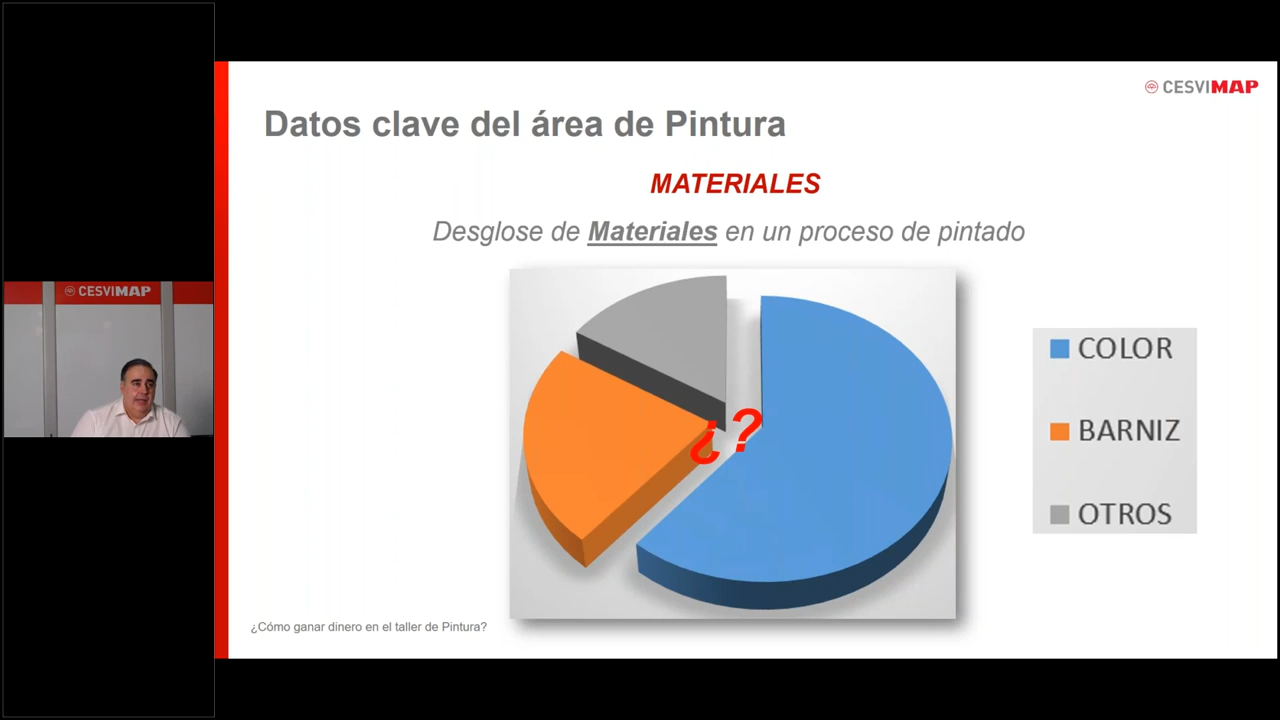 CESVIMAP
Datos clave del área de Pintura
MATERIALES
Desglose de Materiales en un proceso de pintado
CESVIMAP
¿?
COLOR
BARNIZ
OTROS
¿Cómo ganar dinero en el taller de Pintura?